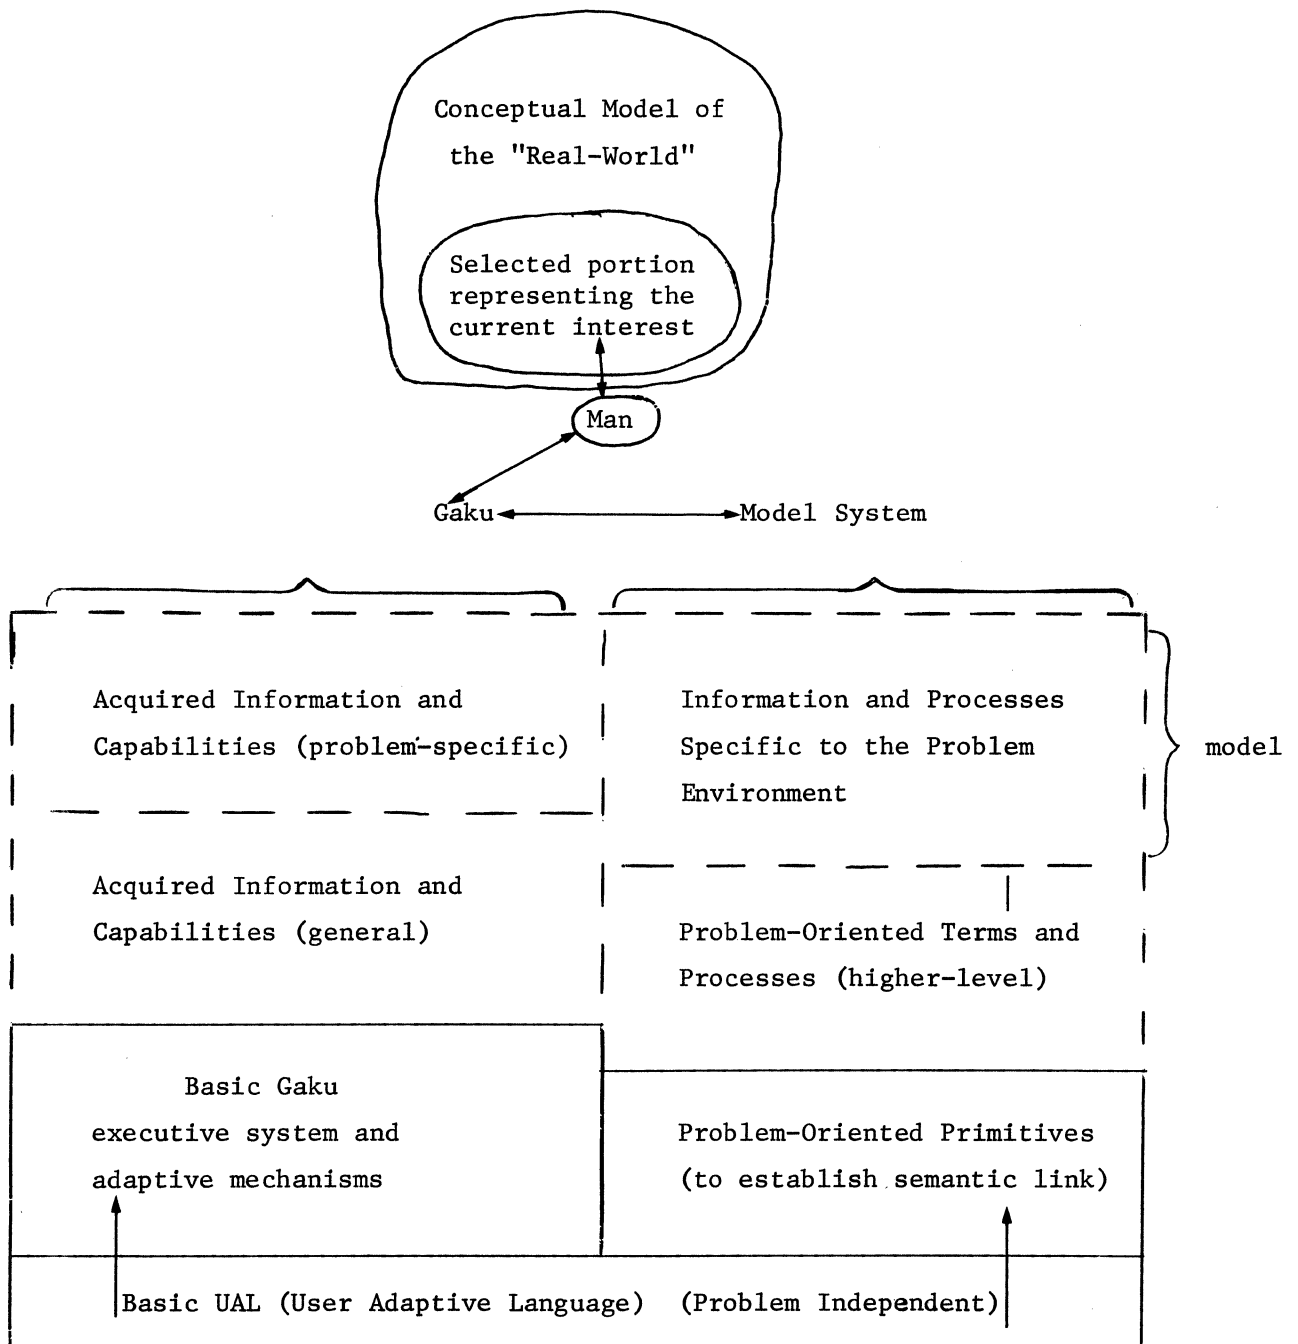 Conceptual Model of
the "Real-World"
Selected portion
representing the
current interest
Man
Gaku
Model System
Acquired Information and
Capabilities (problem-specific)
Acquired Information and
Capabilities (general)
Basic Gaku
executive system and
adaptive mechanisms
Information and Processes
Specific to the Problem
Environment
model
Problem-Oriented Terms and
Processes (higher-level)
Problem-Oriented Primitives
(to establish semantic link)
Basic UAL (User Adaptive Language) (Problem Independent)